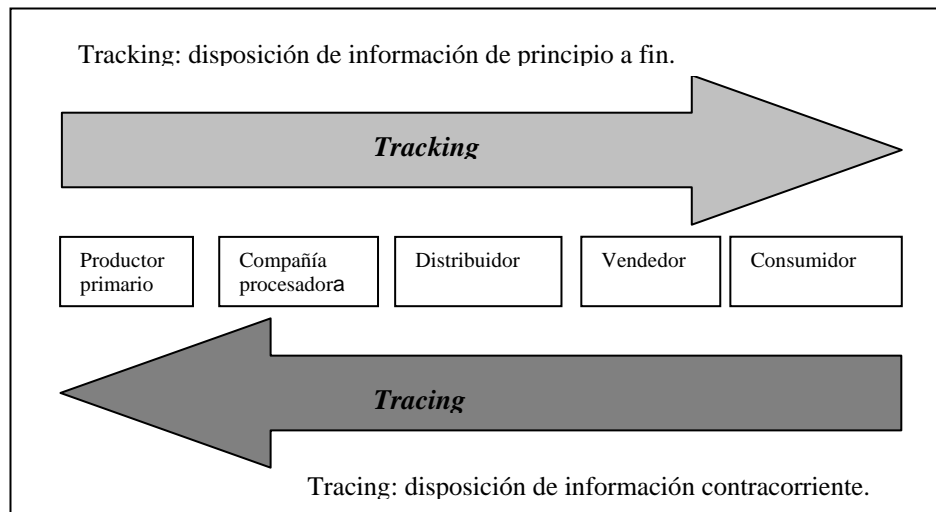 Tracking: disposición de información de principio a fin.
Tracking
Productor
primario
Compañía
procesadora
Distribuidor
Vendedor
Consumidor
Tracing
Tracing: disposición de información contracorriente.